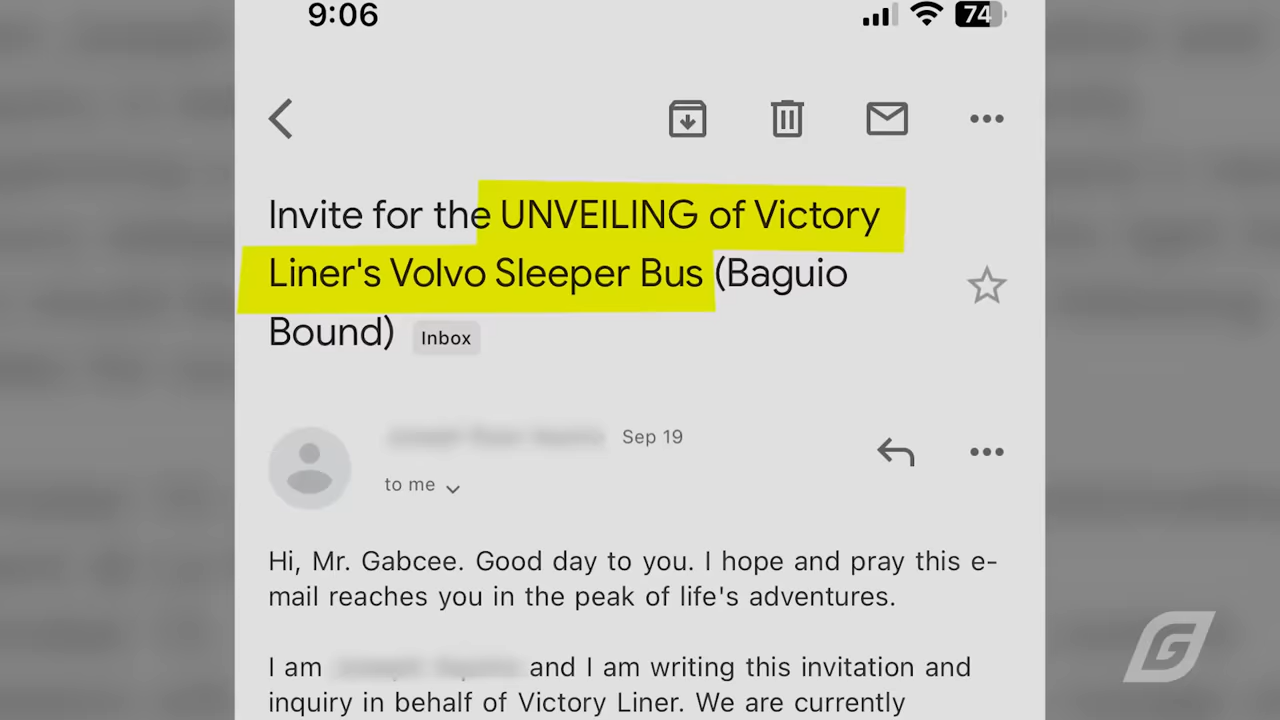 9:06
74
Invite for the UNVEILING of Victory
Liner's Volvo Sleeper Bus (Baguio
Bound) Inbox
Sep 19
to me
Hi, Mr. Gabcee. Good day to you. I hope and pray this e-
mail reaches you in the peak of life's adventures.
I am and I am writing this invitation and
inquiry in behalf of Victory Liner. We are currently
G